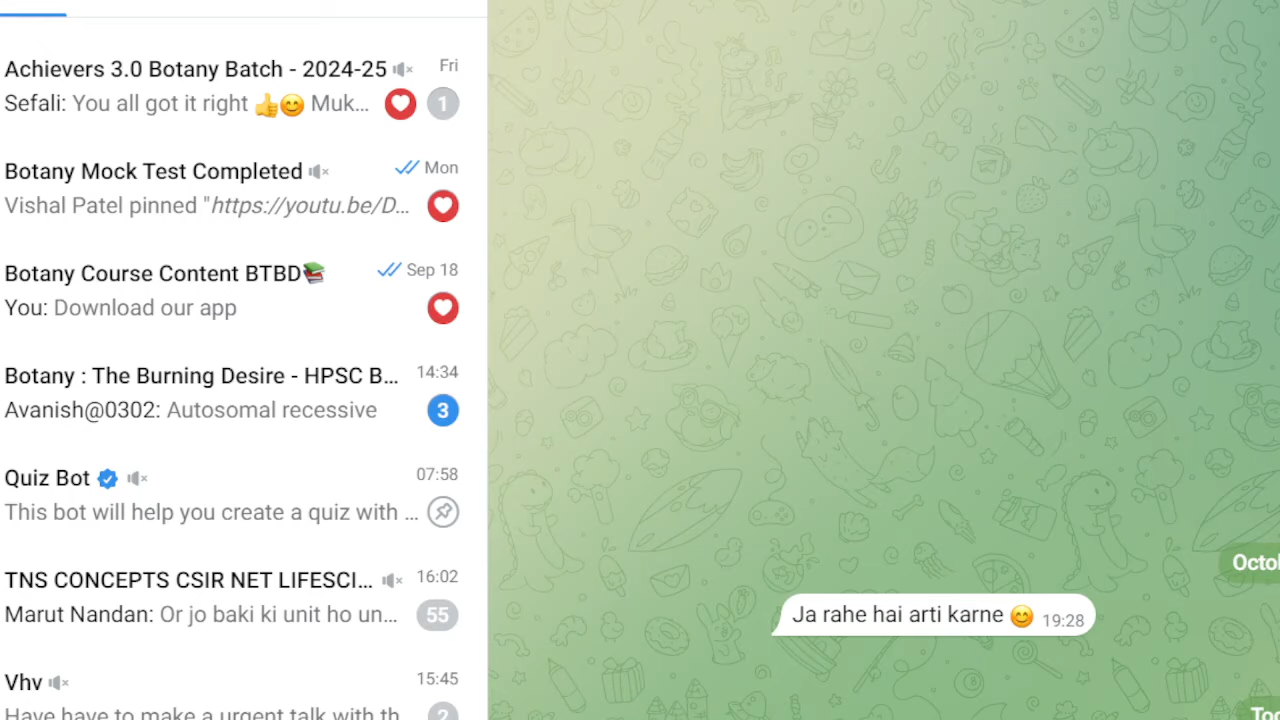 Achievers 3.0 Botany Batch - 2024-25 Fri
Sefali: You all got it right 👍😊 Muk... 1
Botany Mock Test Completed Mon
Vishal Patel pinned "https://youtu.be/D...
Botany Course Content BTBD📚 Sep 18
You: Download our app
Botany : The Burning Desire - HPSC B... 14:34
Avanish@0302: Autosomal recessive 3
Quiz Bot 07:58
This bot will help you create a quiz with ...
TNS CONCEPTS CSIR NET LIFESCI... 16:02
Marut Nandan: Or jo baki ki unit ho un... 55
Vhv 15:45
Have have to make a urgent talk with th 2
Octo
Ja rahe hai arti karne 😊 19:28